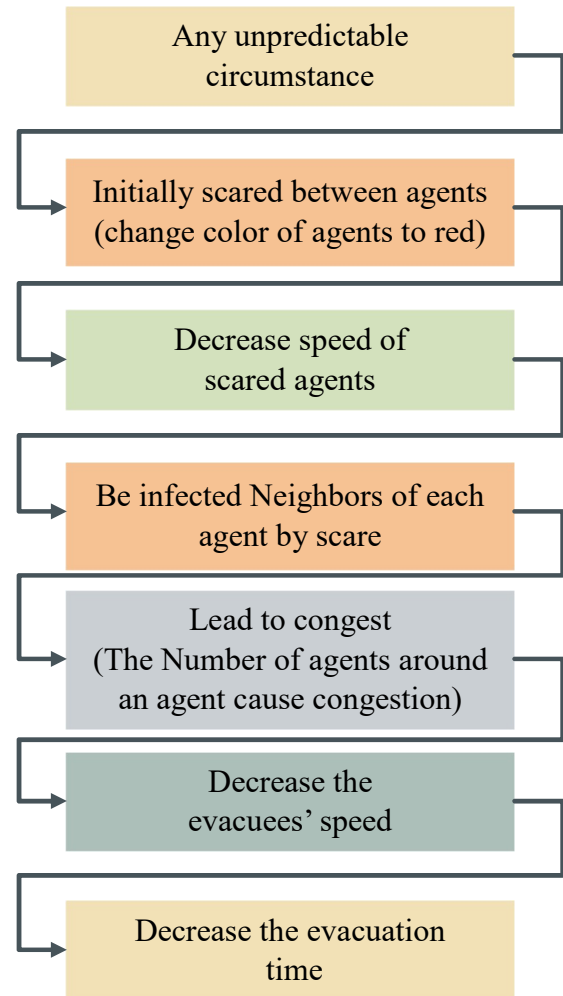 Any unpredictable
circumstance
Initially scared between agents
(change color of agents to red)
Decrease speed of
scared agents
Be infected Neighbors of each
agent by scare
Lead to congest
(The Number of agents around
an agent cause congestion)
Decrease the
evacuees’ speed
Decrease the evacuation
time